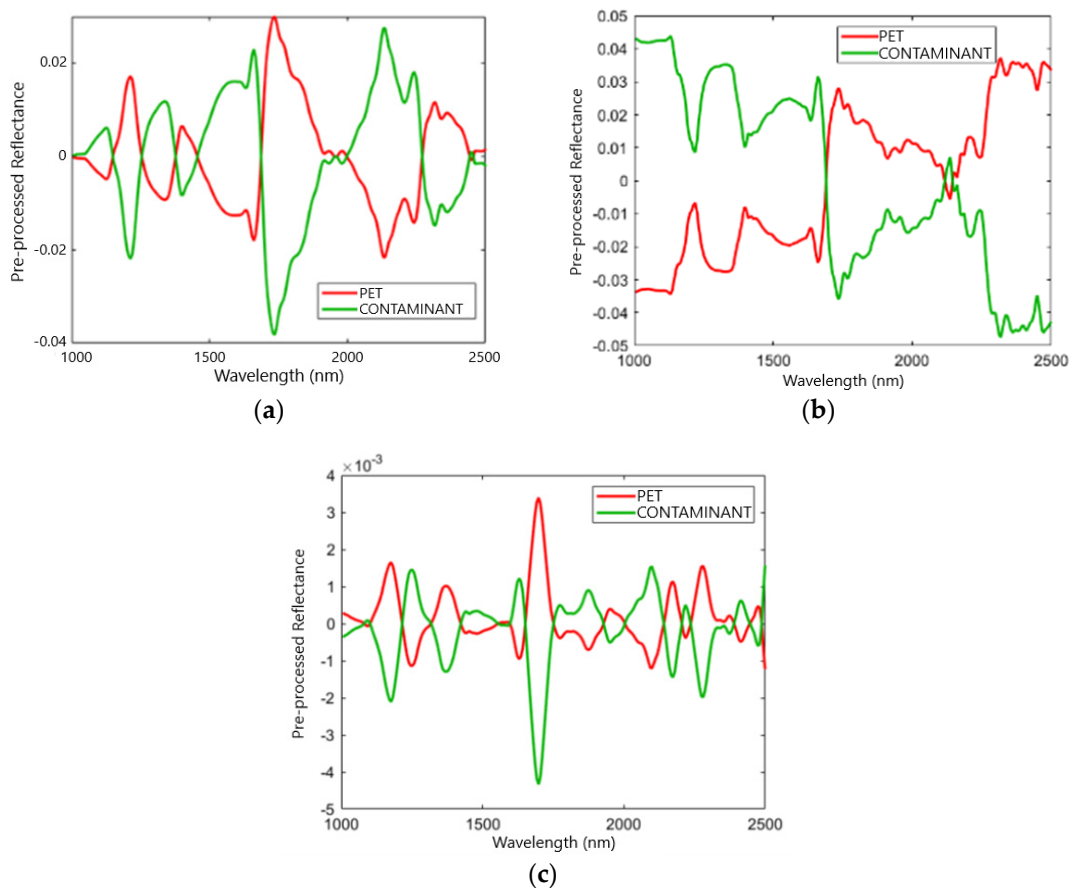 Pre-processed Reflectance
0.02
0
-0.02
-0.04
PET
CONTAMINANT
1000 1500 2000 2500
Wavelength (nm)
(a)
Pre-processed Reflectance
0.05
0.04
0.03
0.02
0.01
0
-0.01
-0.02
-0.03
-0.04
-0.05
PET
CONTAMINANT
1000 1500 2000 2500
Wavelength (nm)
(b)
Pre-processed Reflectance
×10-3
4
3
2
1
0
-1
-2
-3
-4
-5
PET
CONTAMINANT
1000 1500 2000 2500
Wavelength (nm)
(c)